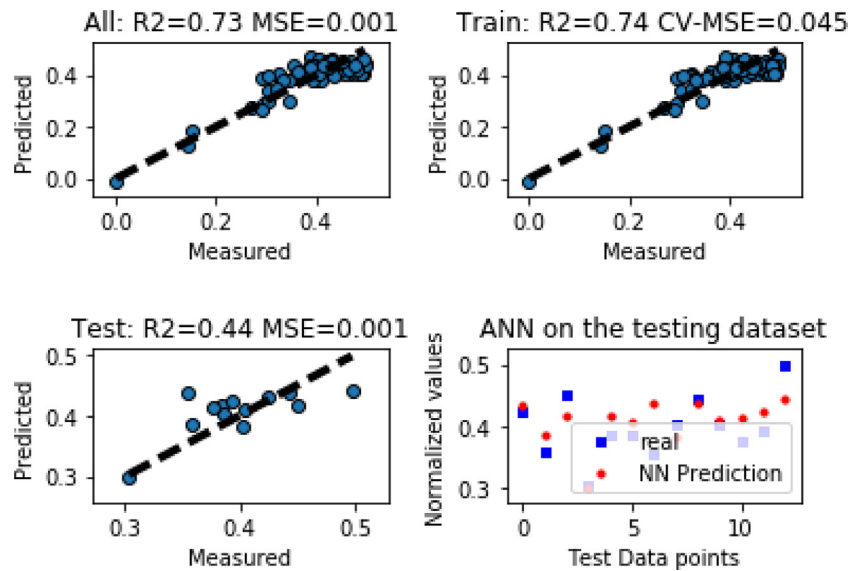 All: R2=0.73 MSE=0.001
Predicted
0.4
0.2
0.0
0.0 0.2 0.4
Measured
Train: R2=0.74 CV-MSE=0.045
Predicted
0.4
0.2
0.0
0.0 0.2 0.4
Measured
Test: R2=0.44 MSE=0.001
Predicted
0.5
0.4
0.3
0.3 0.4 0.5
Measured
ANN on the testing dataset
Normalized values
0.5
0.4
0.3
real
NN Prediction
0 5 10
Test Data points